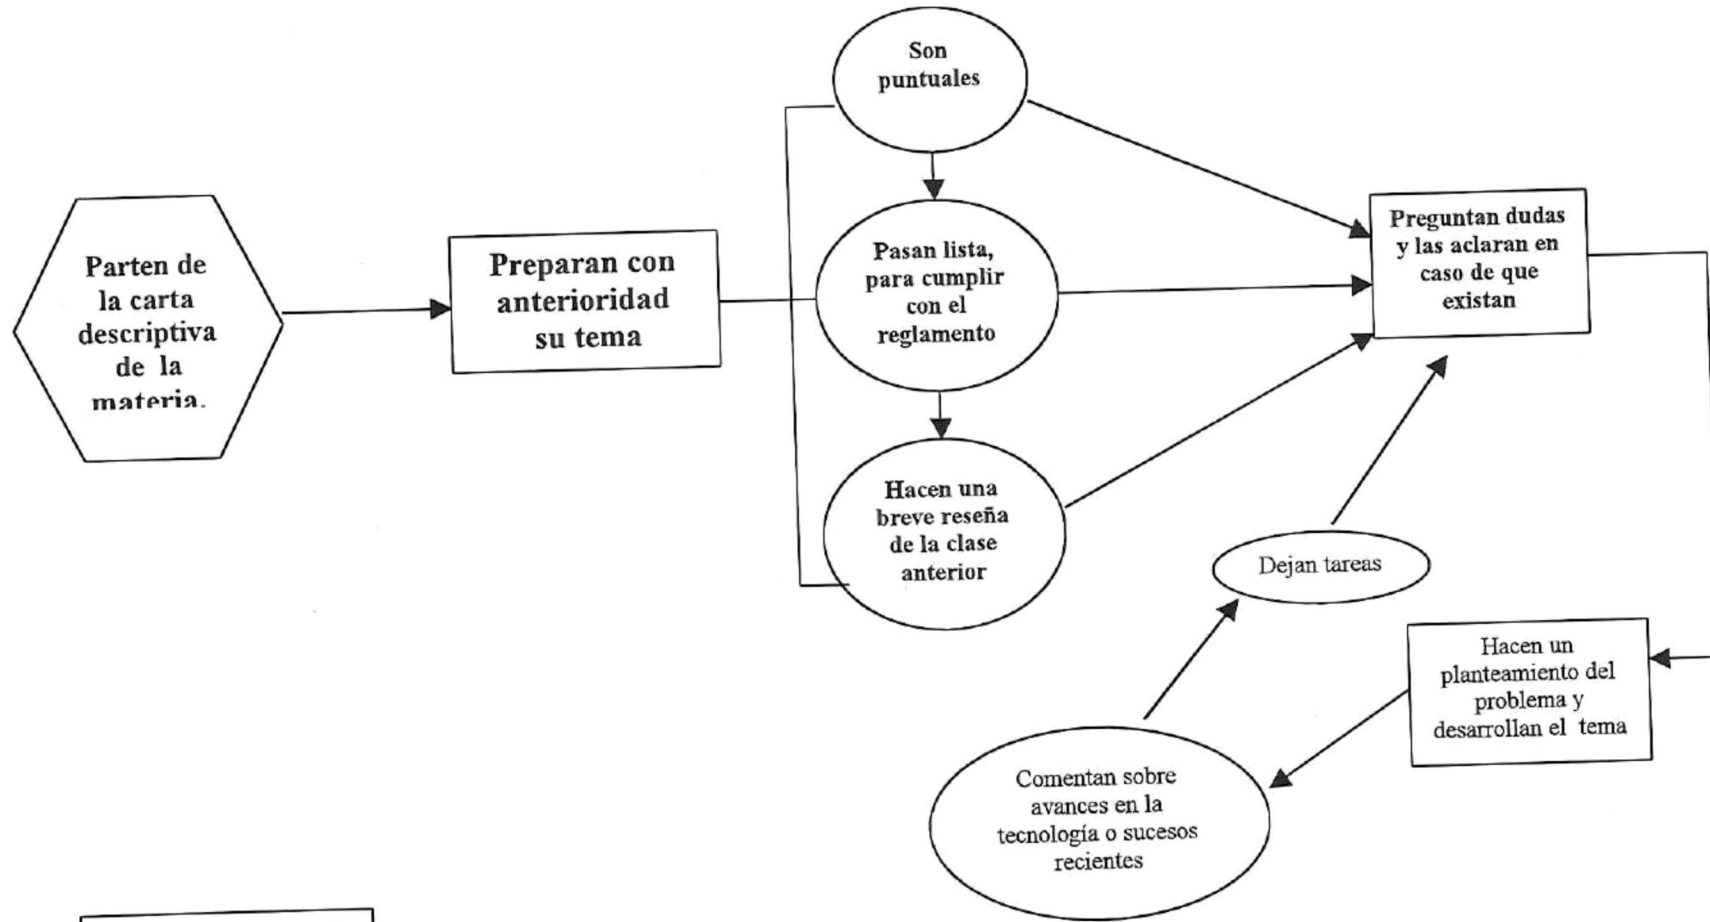 Parten de
la carta
descriptiva
de la
materia.
Preparan con
anterioridad
su tema
Son
puntuales
Pasan lista,
para cumplir
con el
reglamento
Hacen una
breve reseña
de la clase
anterior
Preguntan dudas
y las aclaran en
caso de que
existan
Dejan tareas
Hacen un
planteamiento del
problema y
desarrollan el tema
Comentan sobre
avances en la
tecnología o sucesos
recientes